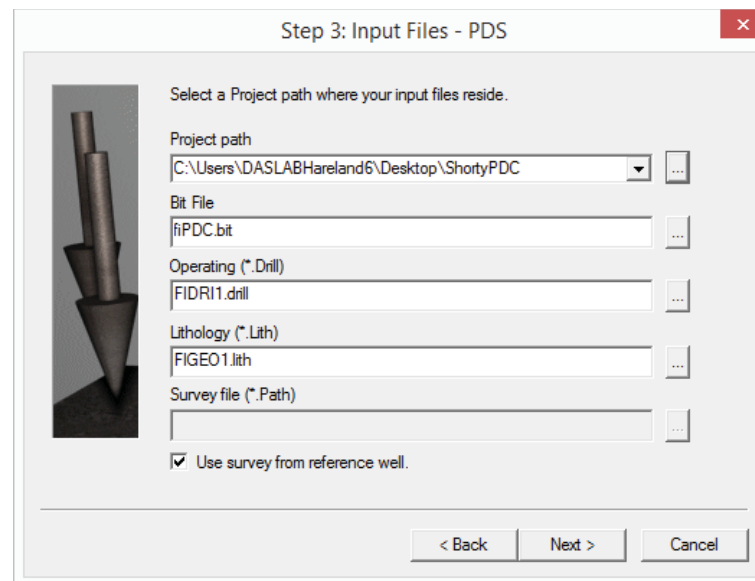 Step 3: Input Files - PDS
Select a Project path where your input files reside.
Project path
C:\Users\DASLABHareland6\Desktop\ShortyPDC
...
Bit File
fiPDC.bit
...
Operating (*.Drill)
FIDRI1.drill
...
Lithology (*.Lith)
FIGEO1.lith
...
Survey file (*.Path)
...
Use survey from reference well.
< Back
Next >
Cancel